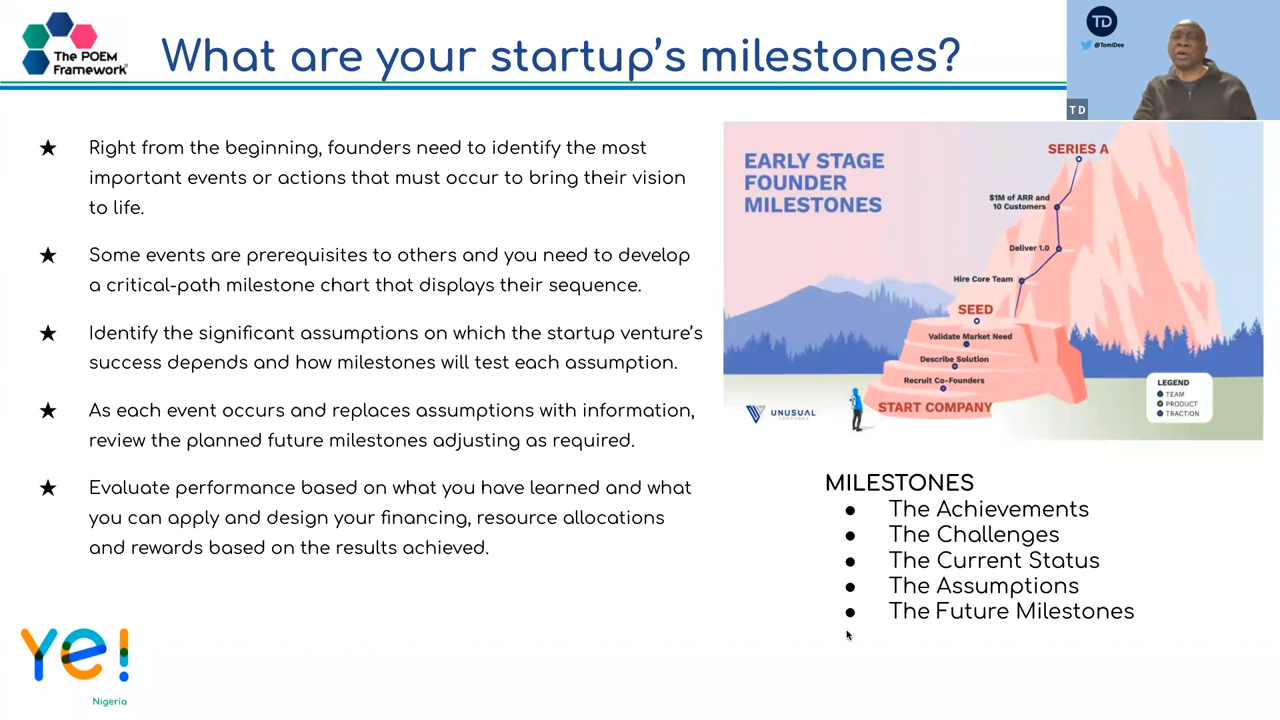 The POEM
Framework
What are your startup's milestones?
TD
@TomiDee
T D
★ Right from the beginning, founders need to identify the most
important events or actions that must occur to bring their vision
to life.
★ Some events are prerequisites to others and you need to develop
a critical-path milestone chart that displays their sequence.
★ Identify the significant assumptions on which the startup venture's
success depends and how milestones will test each assumption.
★ As each event occurs and replaces assumptions with information,
review the planned future milestones adjusting as required.
★ Evaluate performance based on what you have learned and what
you can apply and design your financing, resource allocations
and rewards based on the results achieved.
EARLY STAGE
FOUNDER
MILESTONES
SERIES A
$1M of ARR and
10 Customers
Deliver 1.0
Hire Core Team
SEED
Validate Market Need
Describe Solution
Recruit Co-Founders
START COMPANY
UNUSUAL
LEGEND
TEAM
PRODUCT
TRACTION
MILESTONES
● The Achievements
● The Challenges
● The Current Status
● The Assumptions
● The Future Milestones
Ye!
Nigeria